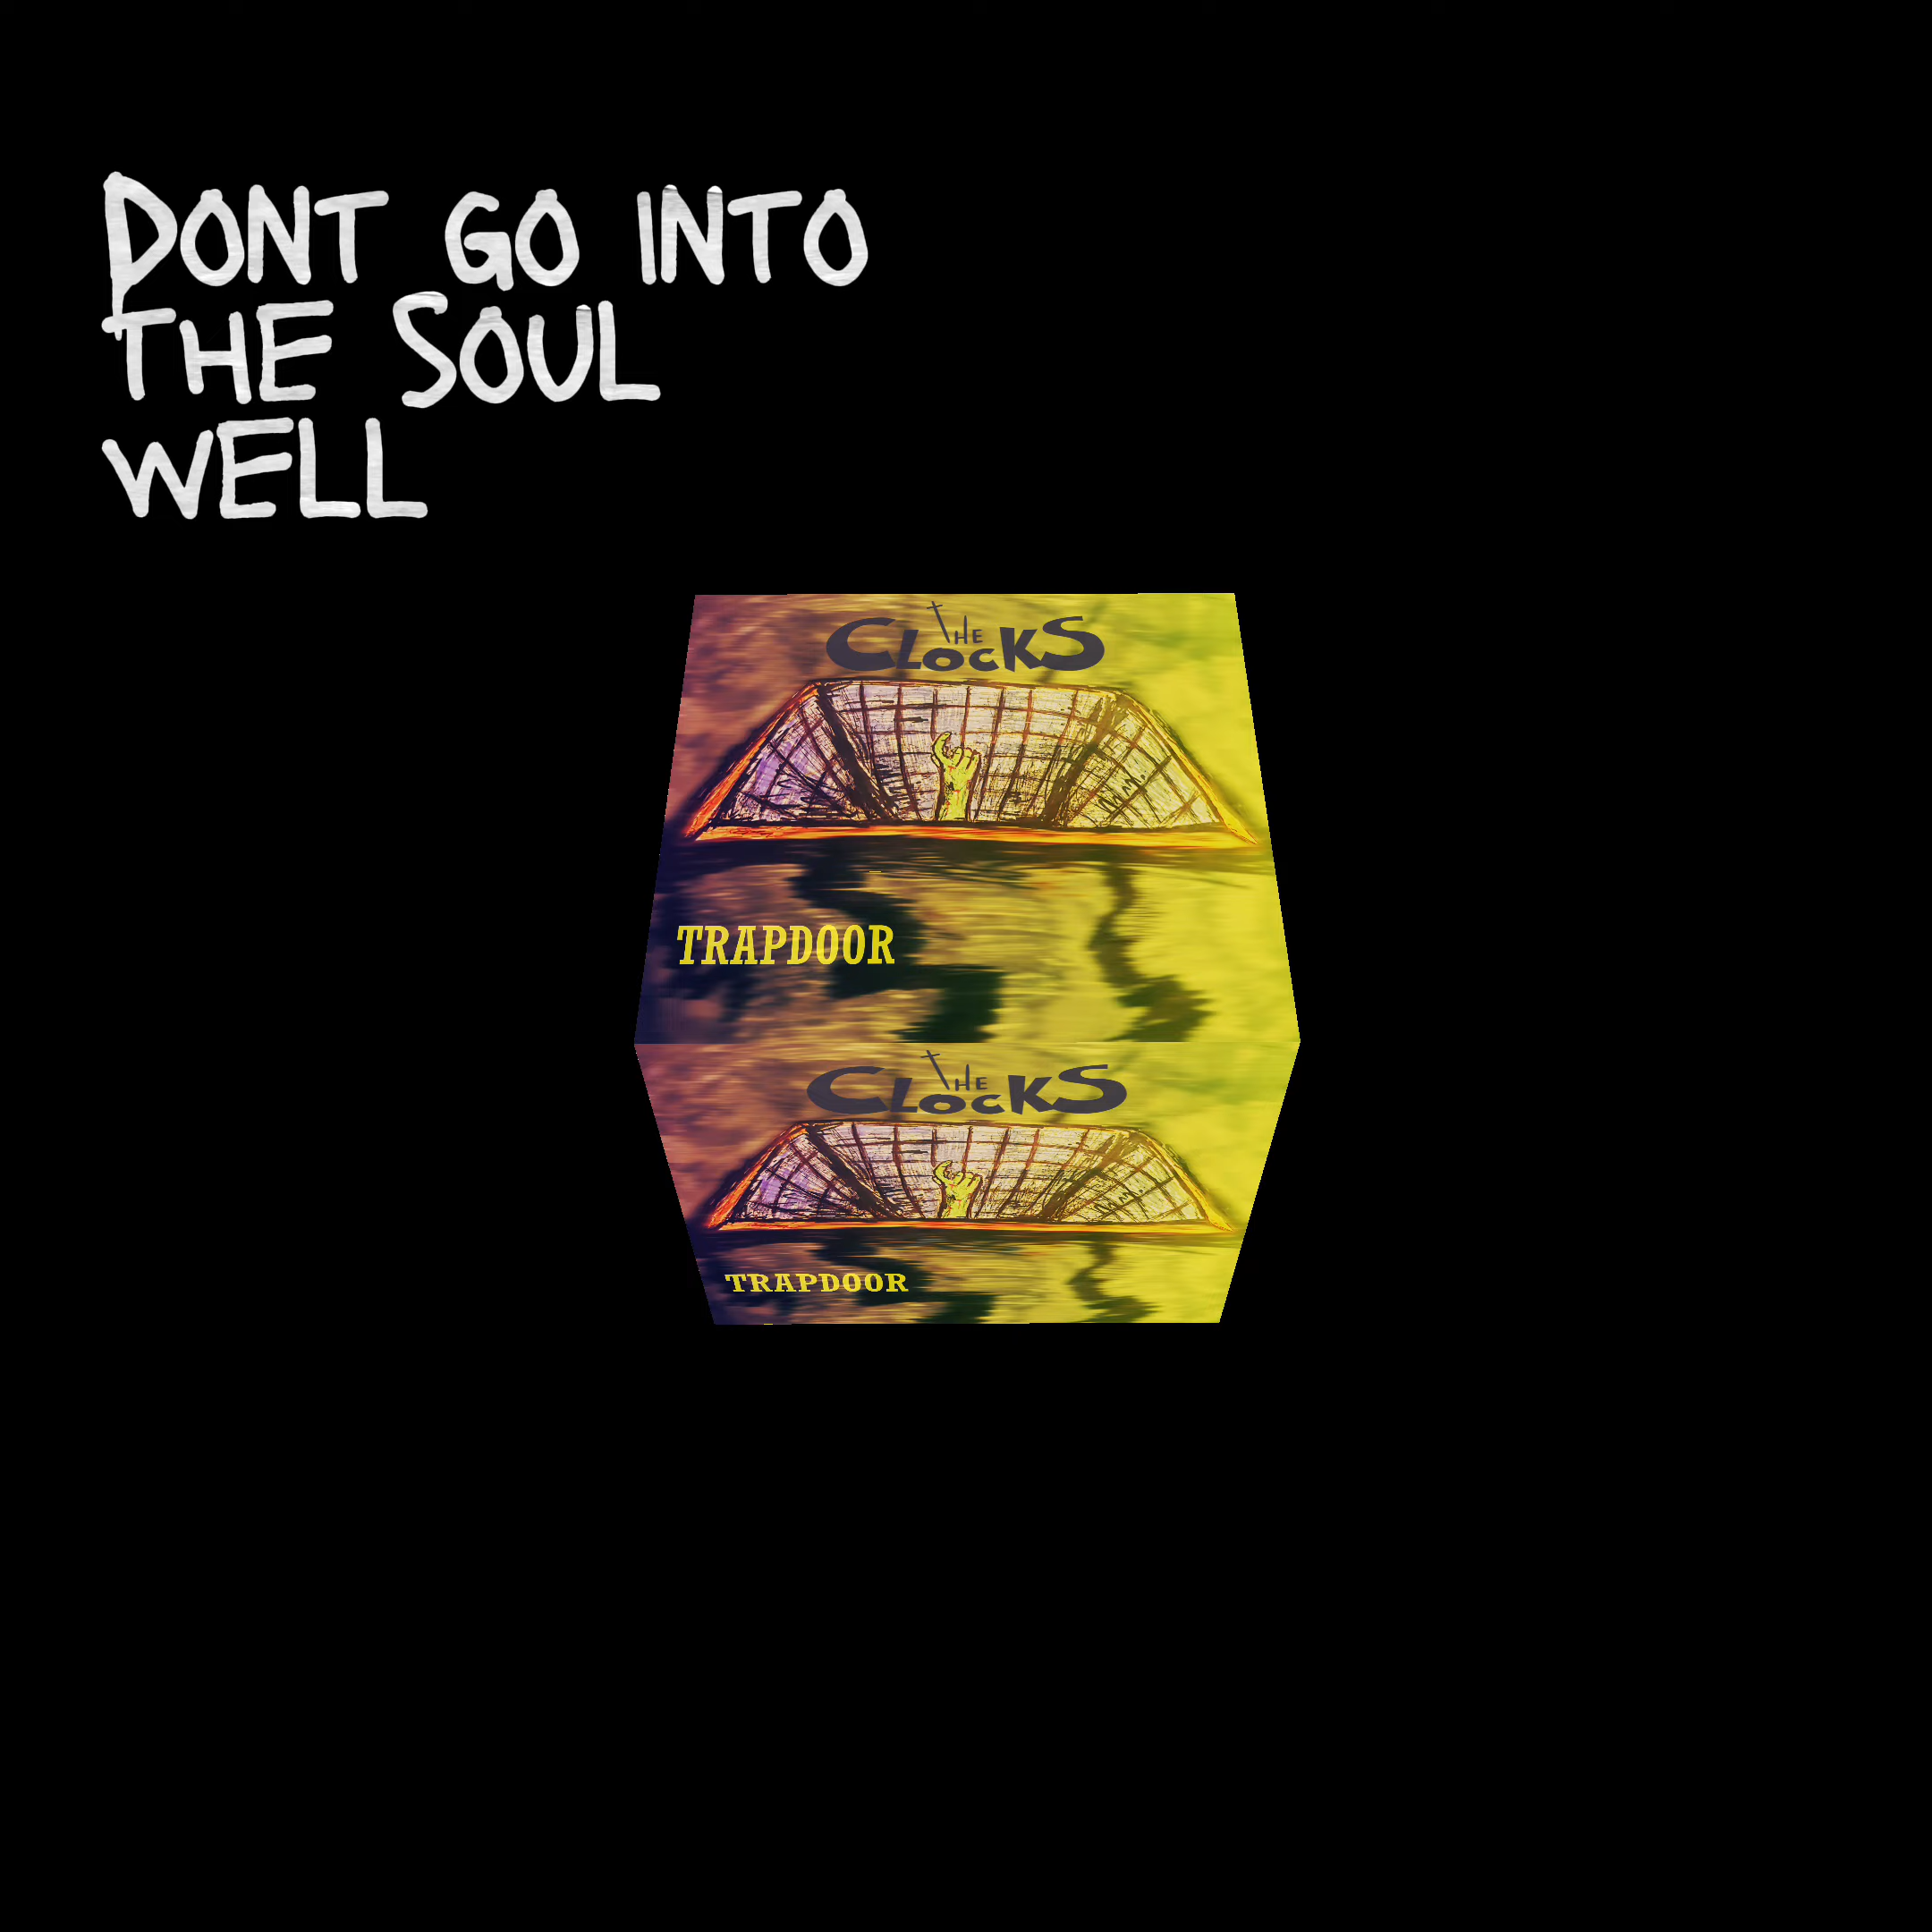 DONT GO INTO
THE SOUL
WELL
THE
CLOCKS
TRAPDOOR
THE
CLOCKS
TRAPDOOR